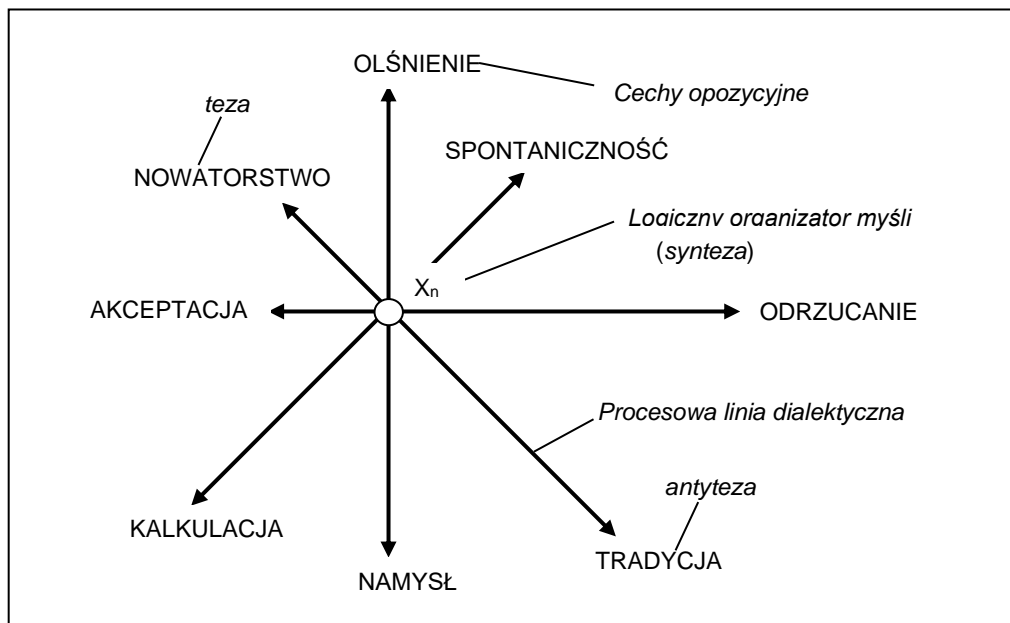 OLŚNIENIE
Cechy opozycyjne
teza
SPONTANICZNOŚĆ
NOWATORSTWO
Logiczny organizator myśli
(synteza)
Xn
AKCEPTACJA
ODRZUCANIE
Procesowa linia dialektyczna
antyteza
KALKULACJA
TRADYCJA
NAMYSŁ